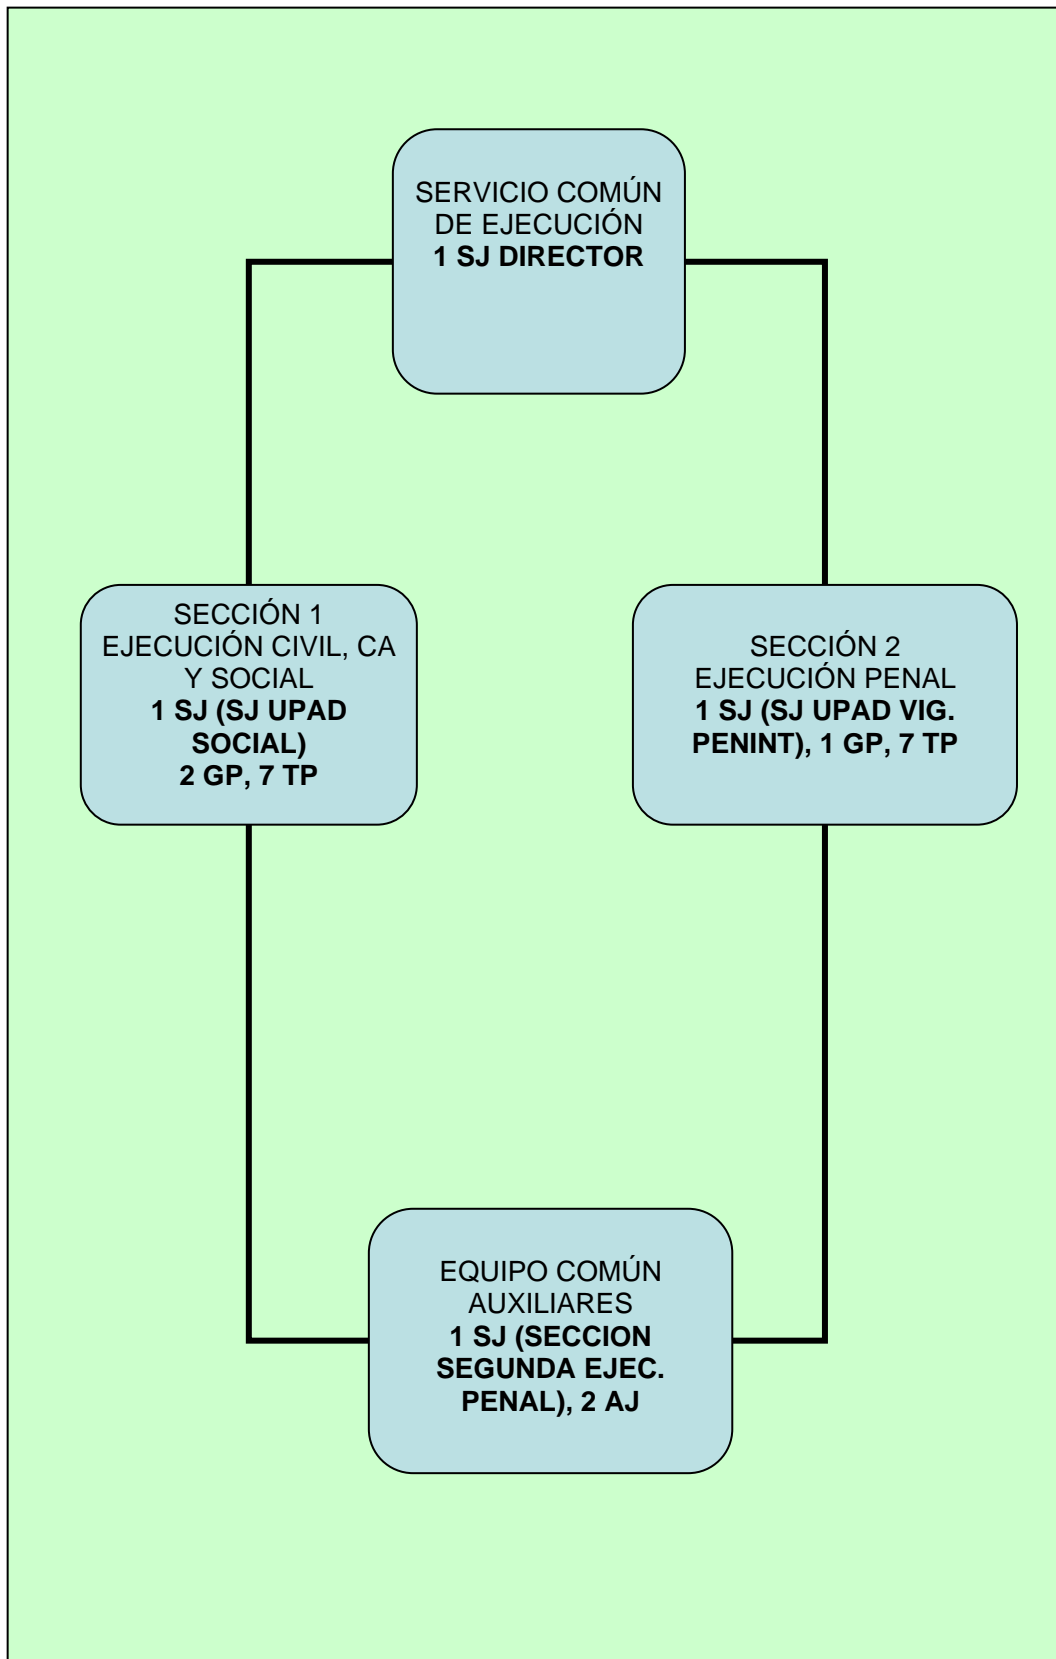 SERVICIO COMÚN
DE EJECUCIÓN
1 SJ DIRECTOR
SECCIÓN 1
EJECUCIÓN CIVIL, CA
Y SOCIAL
1 SJ (SJ UPAD
SOCIAL)
2 GP, 7 TP
SECCIÓN 2
EJECUCIÓN PENAL
1 SJ (SJ UPAD VIG.
PENINT), 1 GP, 7 TP
EQUIPO COMÚN
AUXILIARES
1 SJ (SECCION
SEGUNDA EJEC.
PENAL), 2 AJ